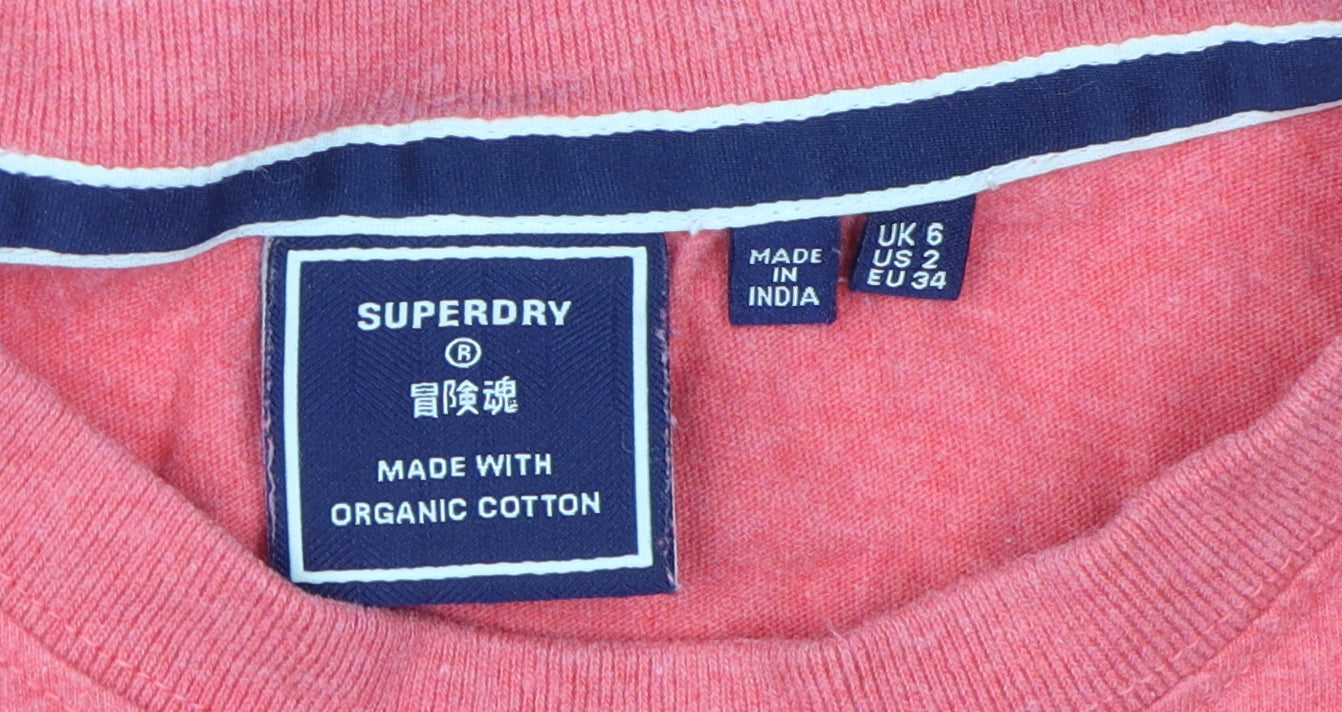 SUPERDRY
®
冒険魂
MADE WITH
ORGANIC COTTON
MADE
IN
INDIA
UK 6
US 2
EU 34